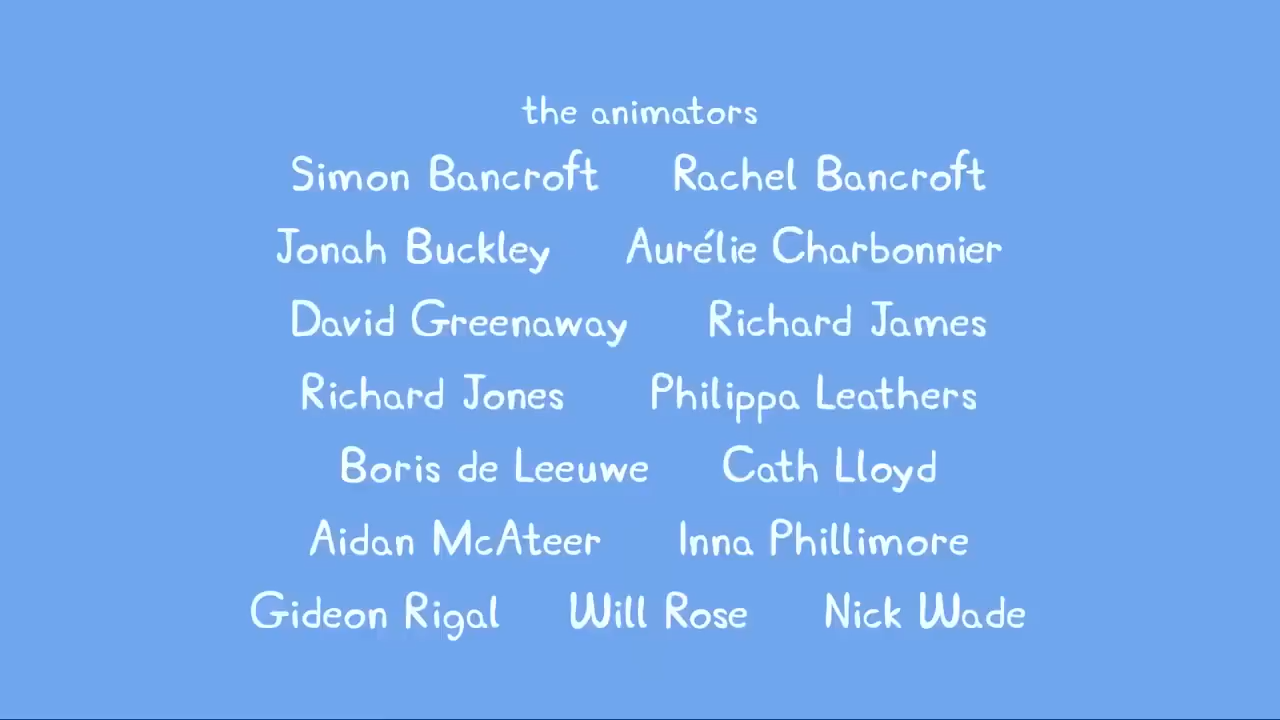 the animators
Simon Bancroft Rachel Bancroft
Jonah Buckley Aurélie Charbonnier
David Greenaway Richard James
Richard Jones Philippa Leathers
Boris de Leeuwe Cath Lloyd
Aidan McAteer Inna Phillimore
Gideon Rigal Will Rose Nick Wade